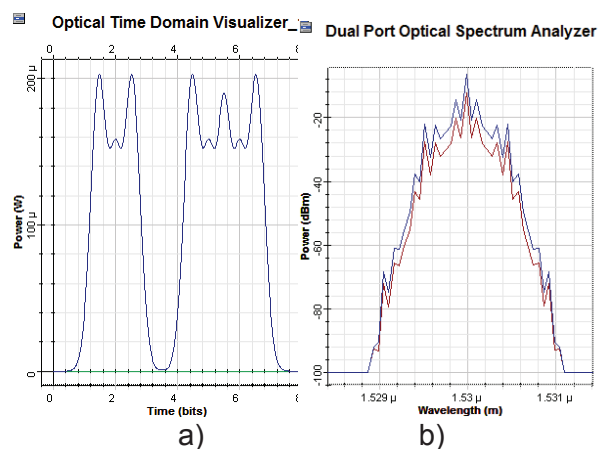 Optical Time Domain Visualizer_
0 2 4 6 8
Power (W)
0 100 µ 200 µ
0 2 4 6 8
Time (bits)
a)
Dual Port Optical Spectrum Analyzer
Power (dBm)
-100 -80 -60 -40 -20
1.529 µ 1.53 µ 1.531 µ
Wavelength (m)
b)